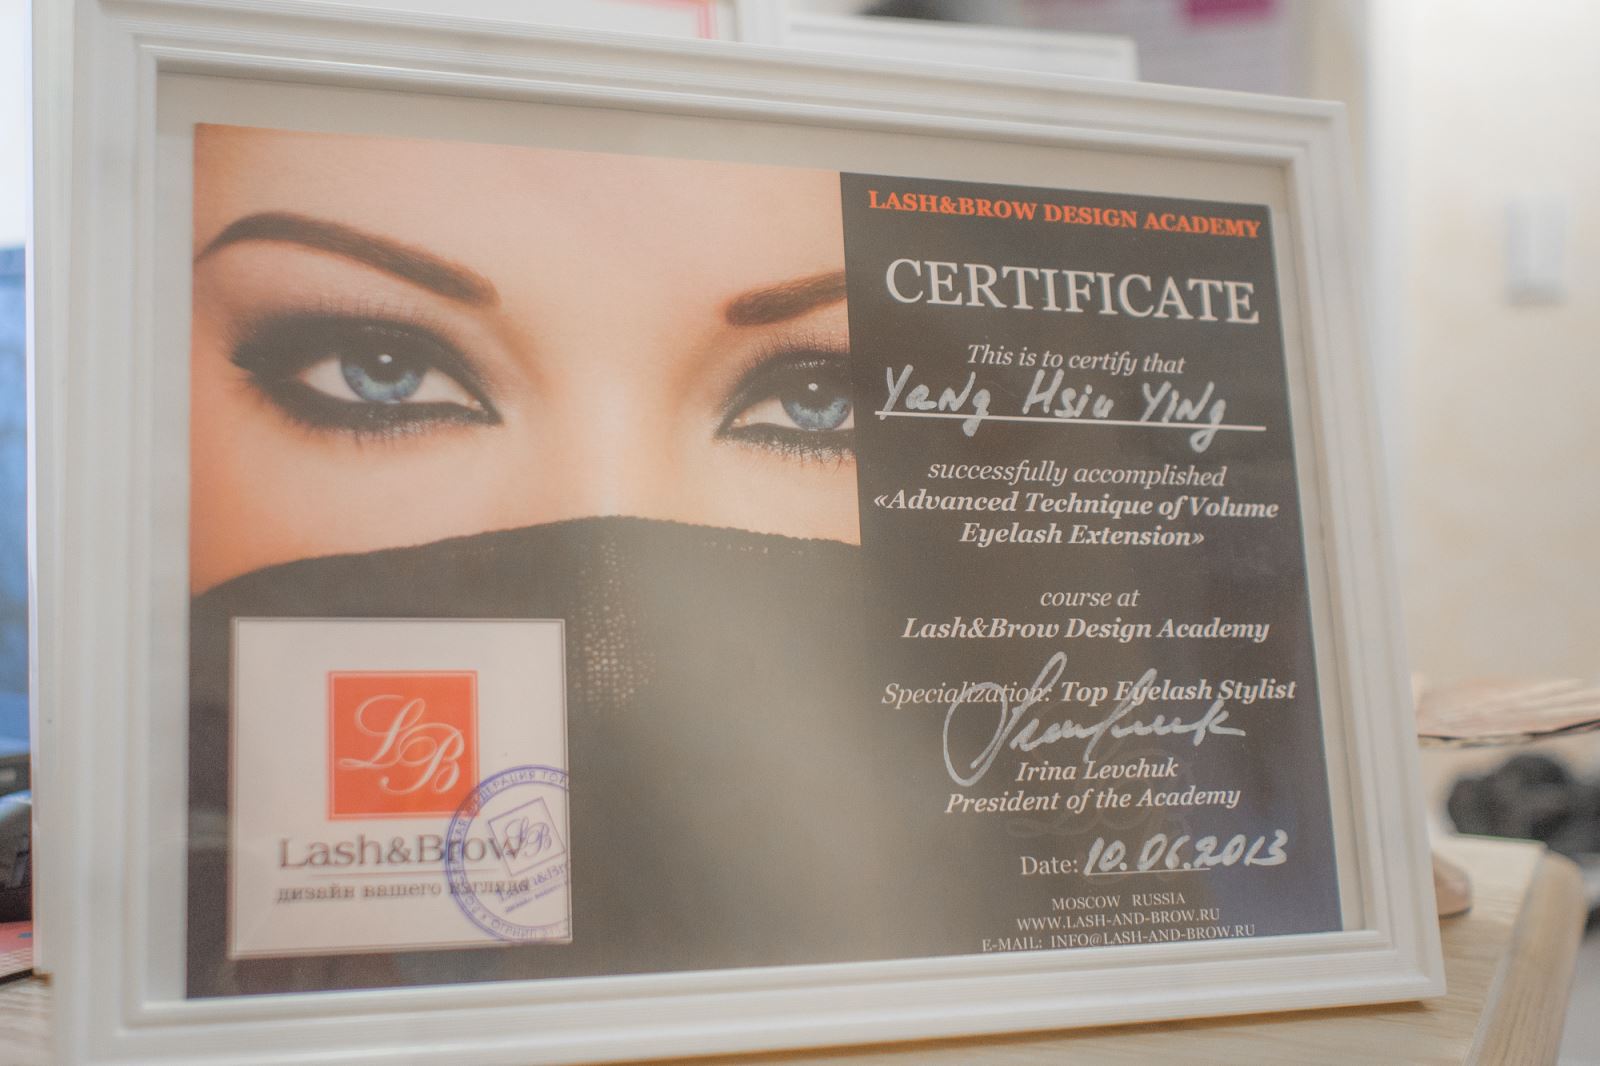 LASH&BROW DESIGN ACADEMY
CERTIFICATE
This is to certify that
Yang Hsiu Ying
successfully accomplished
«Advanced Technique of Volume
Eyelash Extension»
course at
Lash&Brow Design Academy
Specialization: Top Eyelash Stylist
Irina Levchuk
President of the Academy
Date: 10.06.2013
MOSCOW RUSSIA
WWW.LASH-AND-BROW.RU
E-MAIL: INFO@LASH-AND-BROW.RU
LB
Lash&Brow
дизайн вашего взгляда
LB